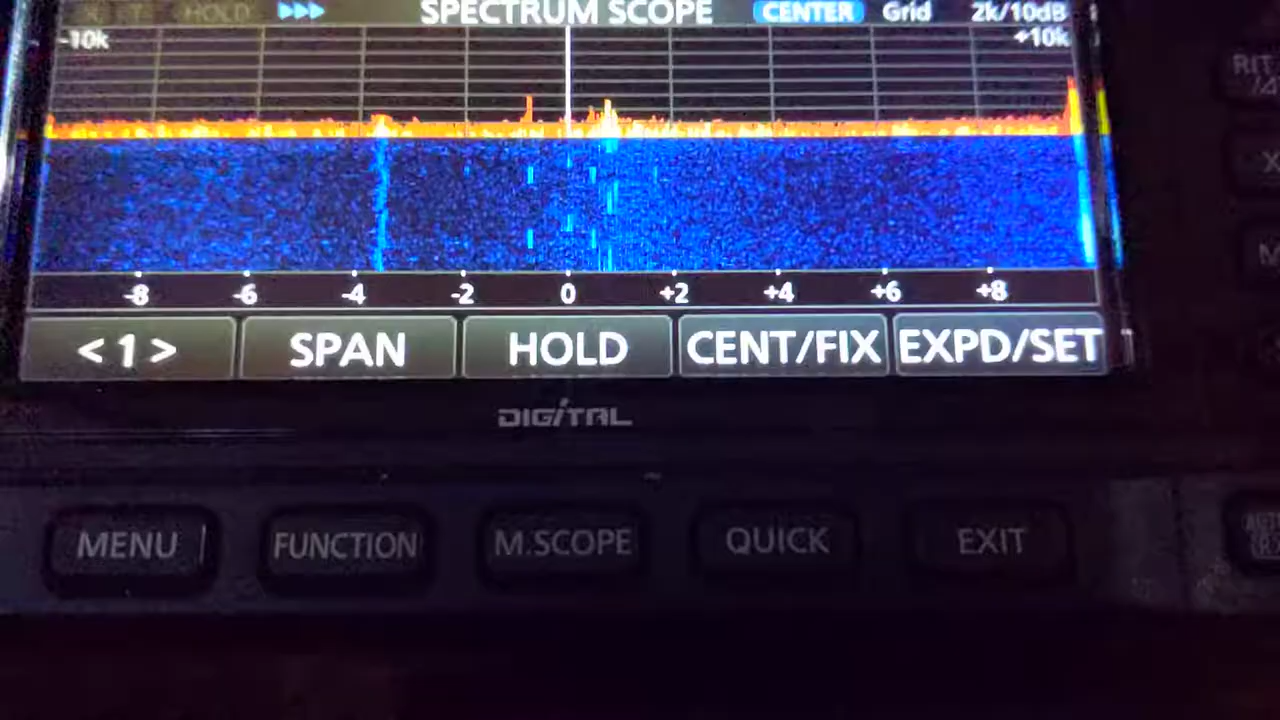 HOLD SPECTRUM SCOPE CENTER Grid 2k/10dB
-10k +10k
-8 -6 -4 -2 0 +2 +4 +6 +8
<1> SPAN HOLD CENT/FIX EXPD/SET
DIGITAL
MENU FUNCTION M.SCOPE QUICK EXIT
RIT